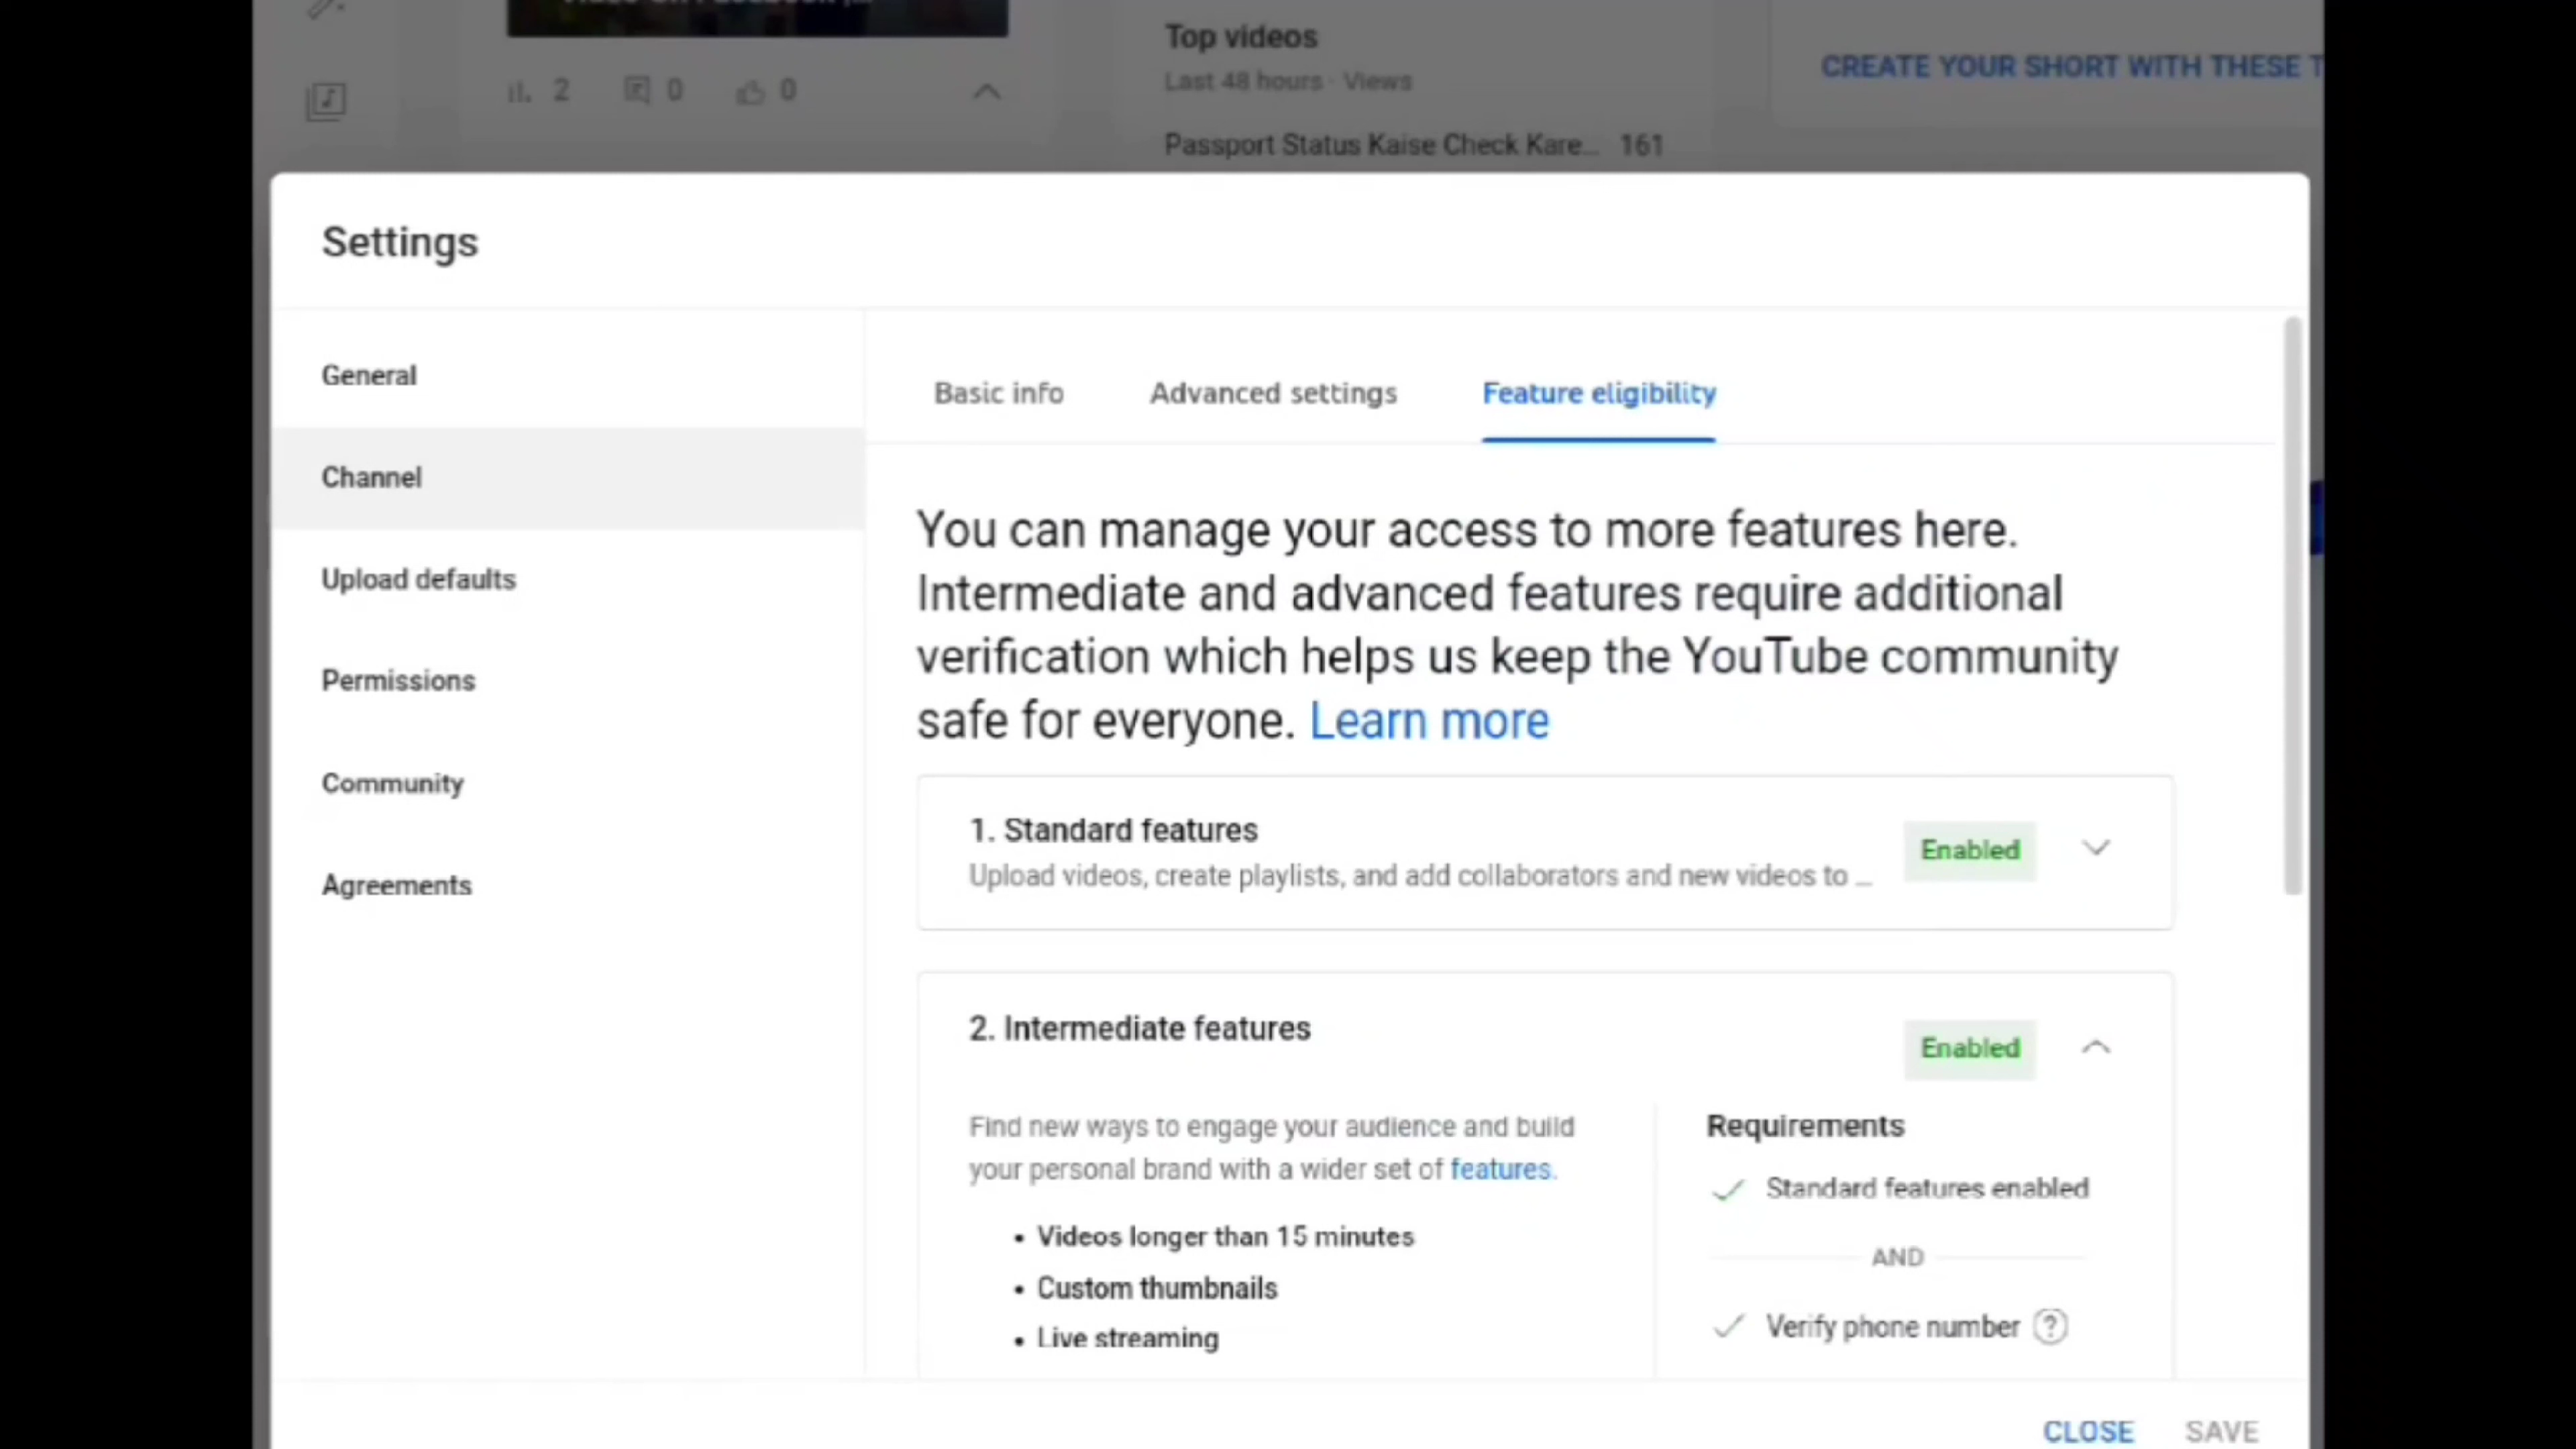 2 0 0
Top videos
Last 48 hours · Views
Passport Status Kaise Check Kare... 161
CREATE YOUR SHORT WITH THESE
Settings
General
Channel
Upload defaults
Permissions
Community
Agreements
Basic info Advanced settings Feature eligibility
You can manage your access to more features here.
Intermediate and advanced features require additional
verification which helps us keep the YouTube community
safe for everyone. Learn more
1. Standard features
Upload videos, create playlists, and add collaborators and new videos to ...
Enabled
2. Intermediate features
Enabled
Find new ways to engage your audience and build
your personal brand with a wider set of features.
• Videos longer than 15 minutes
• Custom thumbnails
• Live streaming
Requirements
Standard features enabled
AND
Verify phone number ?
CLOSE SAVE